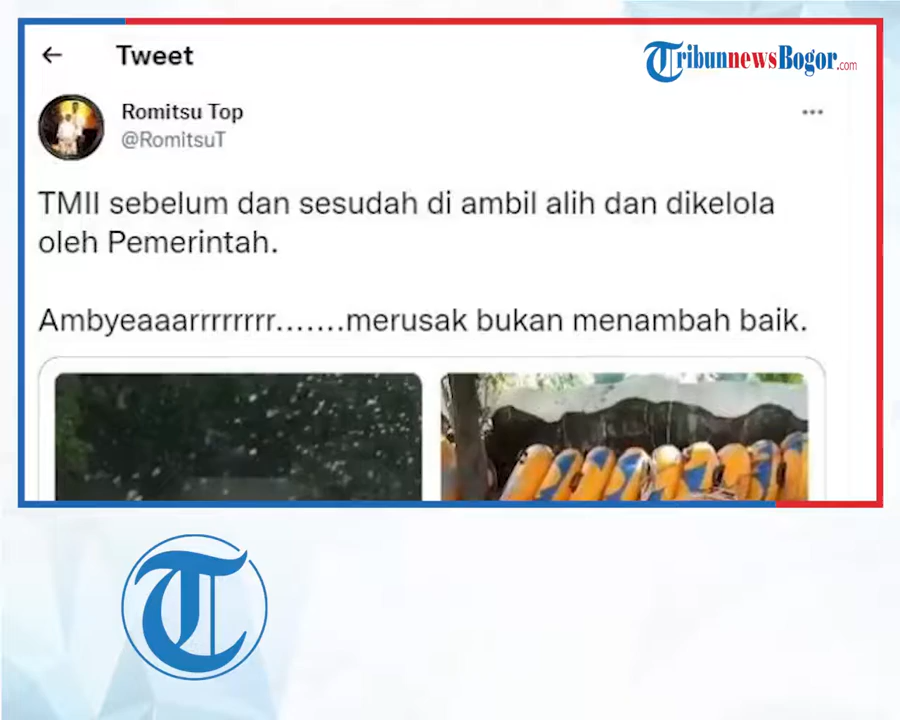 Tweet
TribunnewsBogor.com
Romitsu Top
@RomitsuT
TMII sebelum dan sesudah di ambil alih dan dikelola
oleh Pemerintah.
Ambyeaaarrrrrrrr.......merusak bukan menambah baik.
T